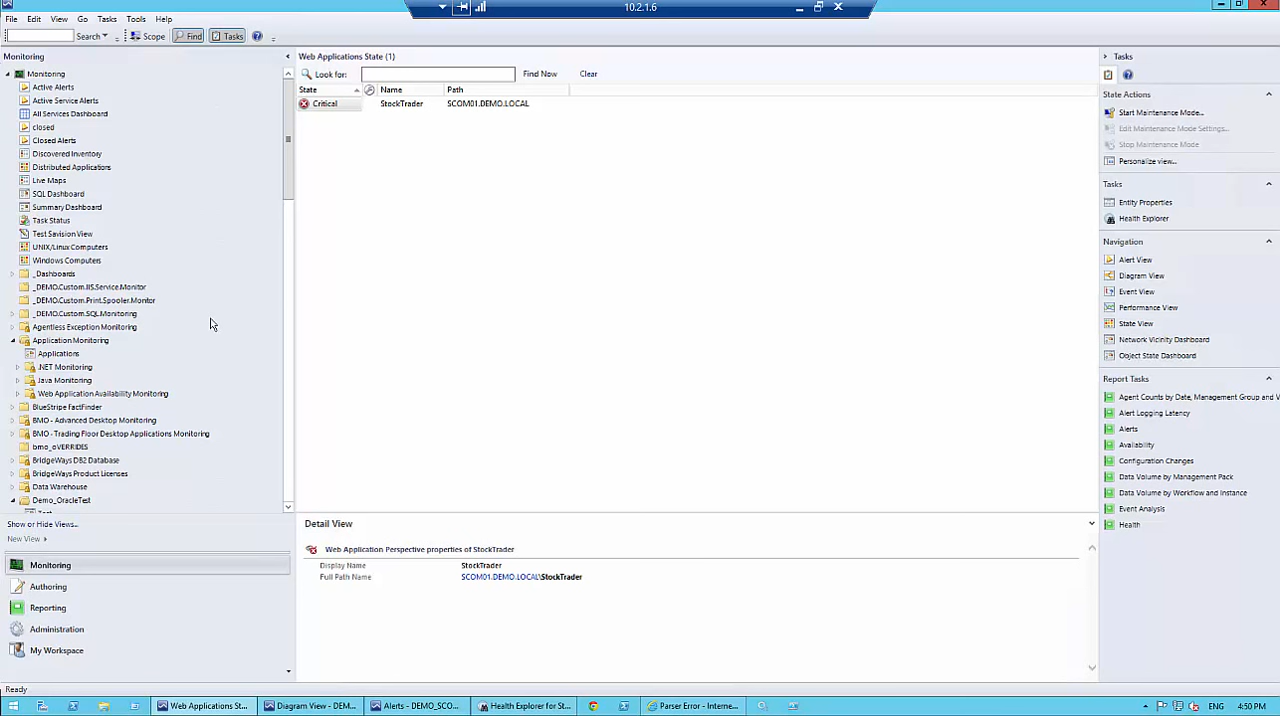 10.2.1.6
File Edit View Go Tasks Tools Help
Search Scope Find Tasks
Monitoring
Monitoring
Active Alerts
Active Service Alerts
All Services Dashboard
closed
Closed Alerts
Discovered Inventory
Distributed Applications
Live Maps
SQL Dashboard
Summary Dashboard
Task Status
Test Savision View
UNIX/Linux Computers
Windows Computers
_Dashboards
_DEMO.Custom.IIS.Service.Monitor
_DEMO.Custom.Print.Spooler.Montor
_DEMO.Custom.SQL.Monitoring
Agentless Exception Monitoring
Application Monitoring
Applications
.NET Monitoring
Java Monitoring
Web Application Availability Monitoring
BlueStripe FactFinder
BMO - Advanced Desktop Monitoring
BMO - Trading Floor Desktop Applications Monitoring
bmo_oVERRIDES
BridgeWays DB2 Database
BridgeWays Product Licenses
Data Warehouse
Demo_OracleTest
Show or Hide Views...
New View
Monitoring
Authoring
Reporting
Administration
My Workspace
Web Applications State (1)
Look for: Find Now Clear
State Name Path
Critical StockTrader SCOM01.DEMO.LOCAL
Detail View
Web Application Perspective properties of StockTrader
Display Name StockTrader
Full Path Name SCOM01.DEMO.LOCAL\StockTrader
Tasks
State Actions
Start Maintenance Mode...
Edit Maintenance Mode Settings...
Stop Maintenance Mode
Personalize view...
Tasks
Entity Properties
Health Explorer
Navigation
Alert View
Diagram View
Event View
Performance View
State View
Network Vicinity Dashboard
Object State Dashboard
Report Tasks
Agent Counts by Date, Management Group and V
Alert Logging Latency
Alerts
Availability
Configuration Changes
Data Volume by Management Pack
Data Volume by Workflow and Instance
Event Analysis
Health
Ready
Web Applications St... Diagram View - DEM... Alerts - DEMO_SCO... Health Explorer for St... Parser Error - Interne... ENG 4:50 PM